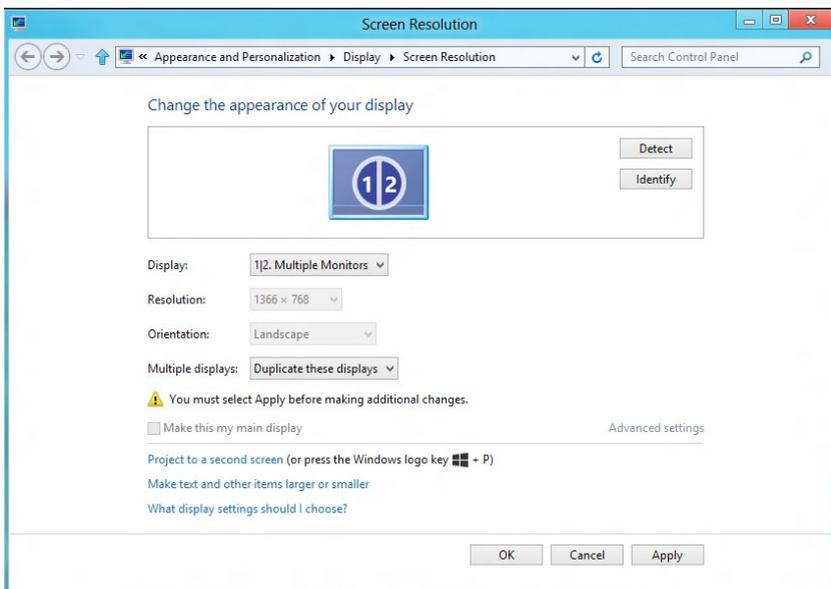 Screen Resolution
« Appearance and Personalization ▸ Display ▸ Screen Resolution
Search Control Panel
Change the appearance of your display
Detect
1|2
Identify
Display: 1|2. Multiple Monitors
Resolution: 1366 × 768
Orientation: Landscape
Multiple displays: Duplicate these displays
You must select Apply before making additional changes.
Make this my main display Advanced settings
Project to a second screen (or press the Windows logo key + P)
Make text and other items larger or smaller
What display settings should I choose?
OK Cancel Apply